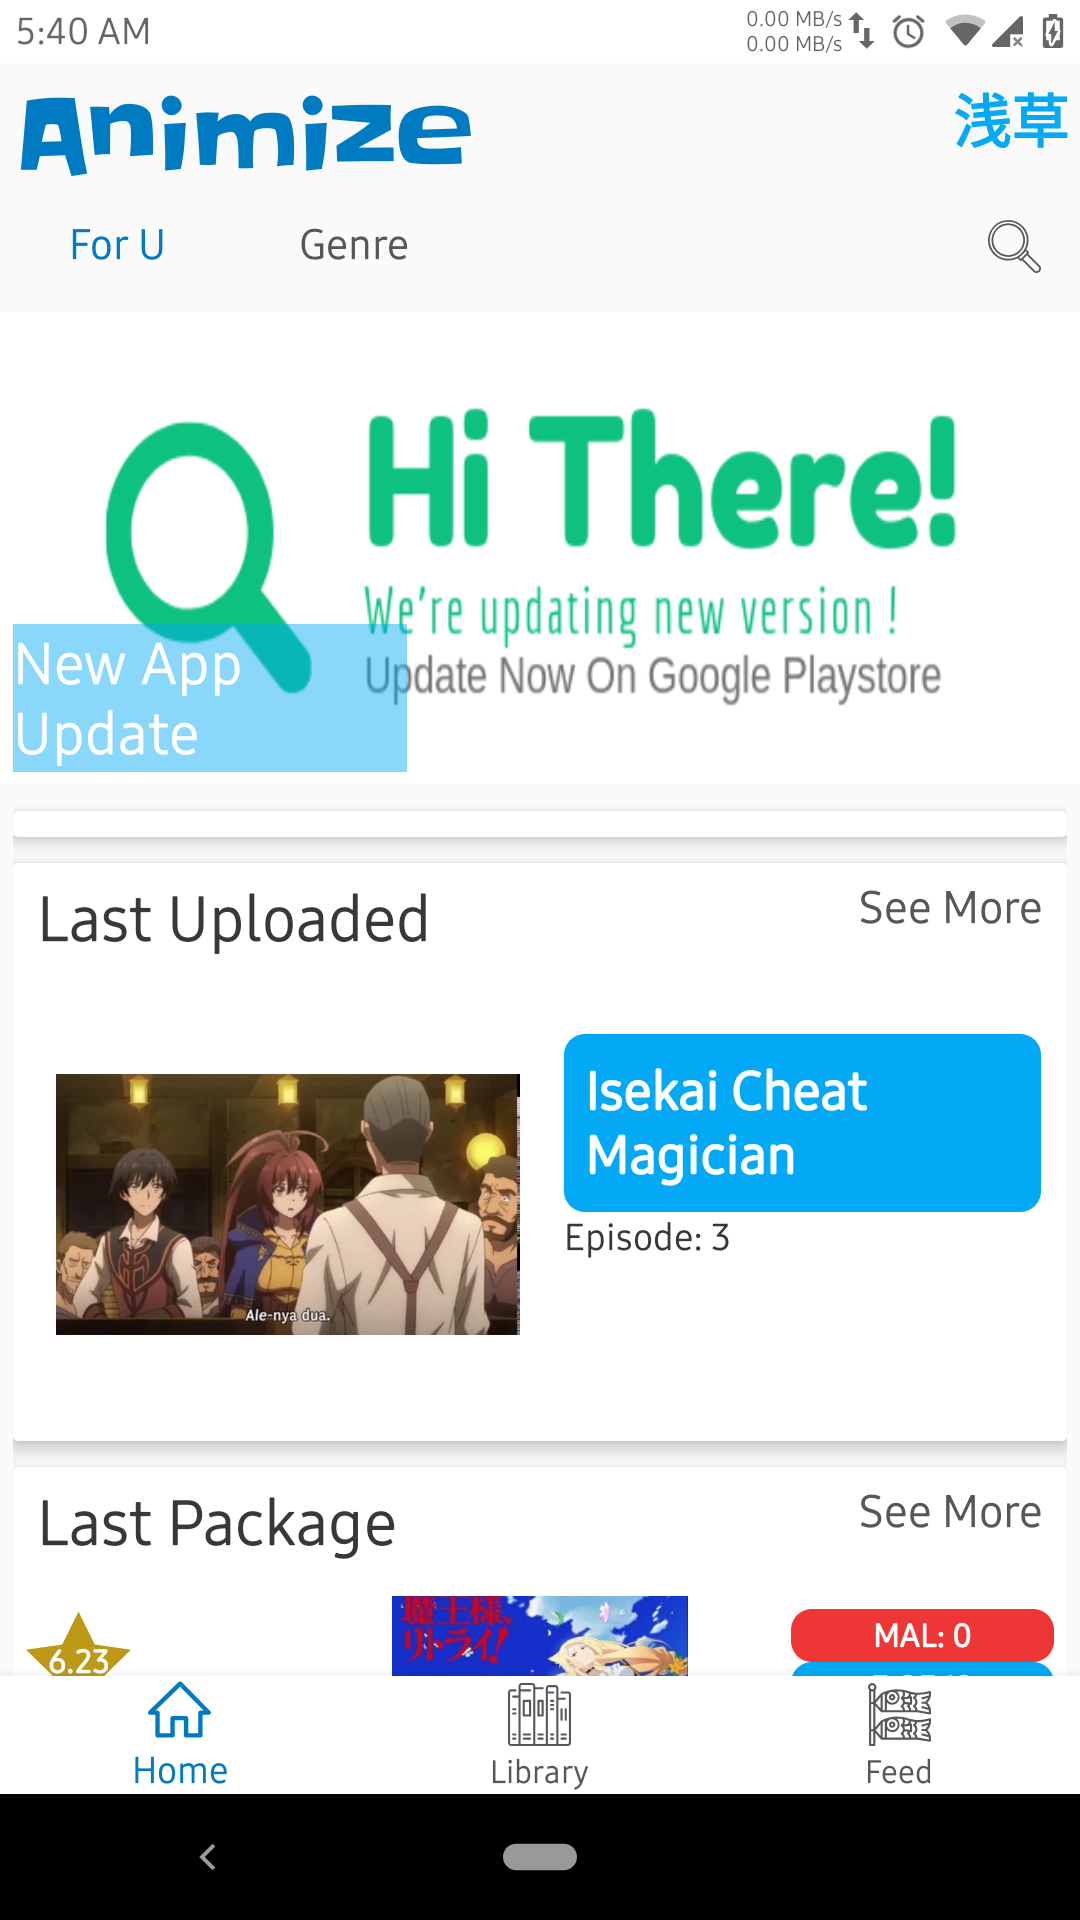 5:40 AM
0.00 MB/s
0.00 MB/s
Animize
浅草
For U
Genre
Hi There!
We're updating new version !
Update Now On Google Playstore
New App
Update
Last Uploaded
See More
Isekai Cheat
Magician
Episode: 3
Ale-nya dua.
Last Package
See More
魔王様、
リトライ!
6.23
MAL: 0
Home
Library
Feed